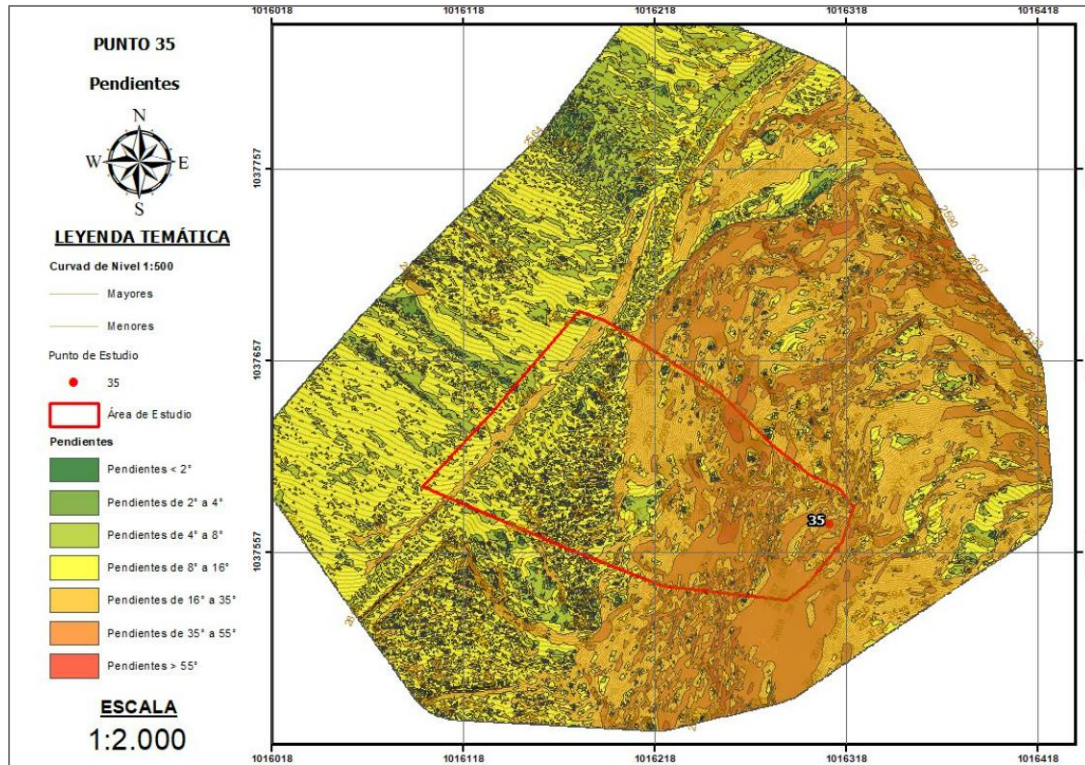 PUNTO 35
Pendientes
N
W E
S
LEYENDA TEMÁTICA
Curvad de Nivel 1:500
Mayores
Menores
Punto de Estudio
35
Área de Estudio
Pendientes
Pendientes < 2°
Pendientes de 2° a 4°
Pendientes de 4° a 8°
Pendientes de 8° a 16°
Pendientes de 16° a 35°
Pendientes de 35° a 55°
Pendientes > 55°
ESCALA
1:2.000
1016018 1016118 1016218 1016318 1016418
1037757
1037657
1037557
2590
2607
35
1016018 1016118 1016218 1016318 1016418